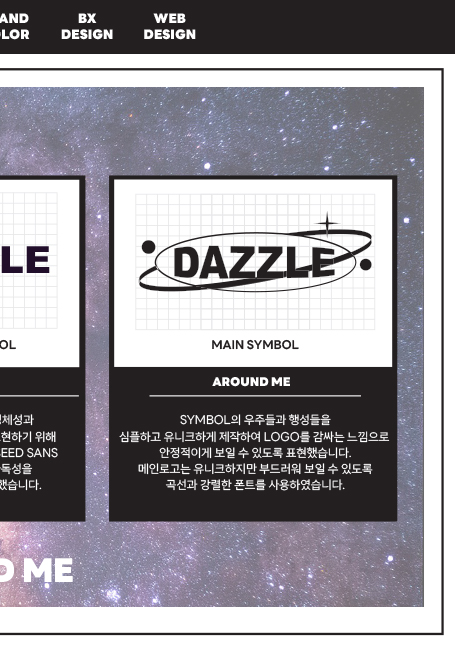 AND
OLOR
BX
DESIGN
WEB
DESIGN
LE
OL
현하기 위해
EED SANS
독성을
했습니다.
DAZZLE
MAIN SYMBOL
AROUND ME
SYMBOL의 우주들과 행성들을
심플하고 유니크하게 제작하여 LOGO를 감싸는 느낌으로
안정적이게 보일 수 있도록 표현했습니다.
메인로고는 유니크하지만 부드러워 보일 수 있도록
곡선과 강렬한 폰트를 사용하였습니다.
ME